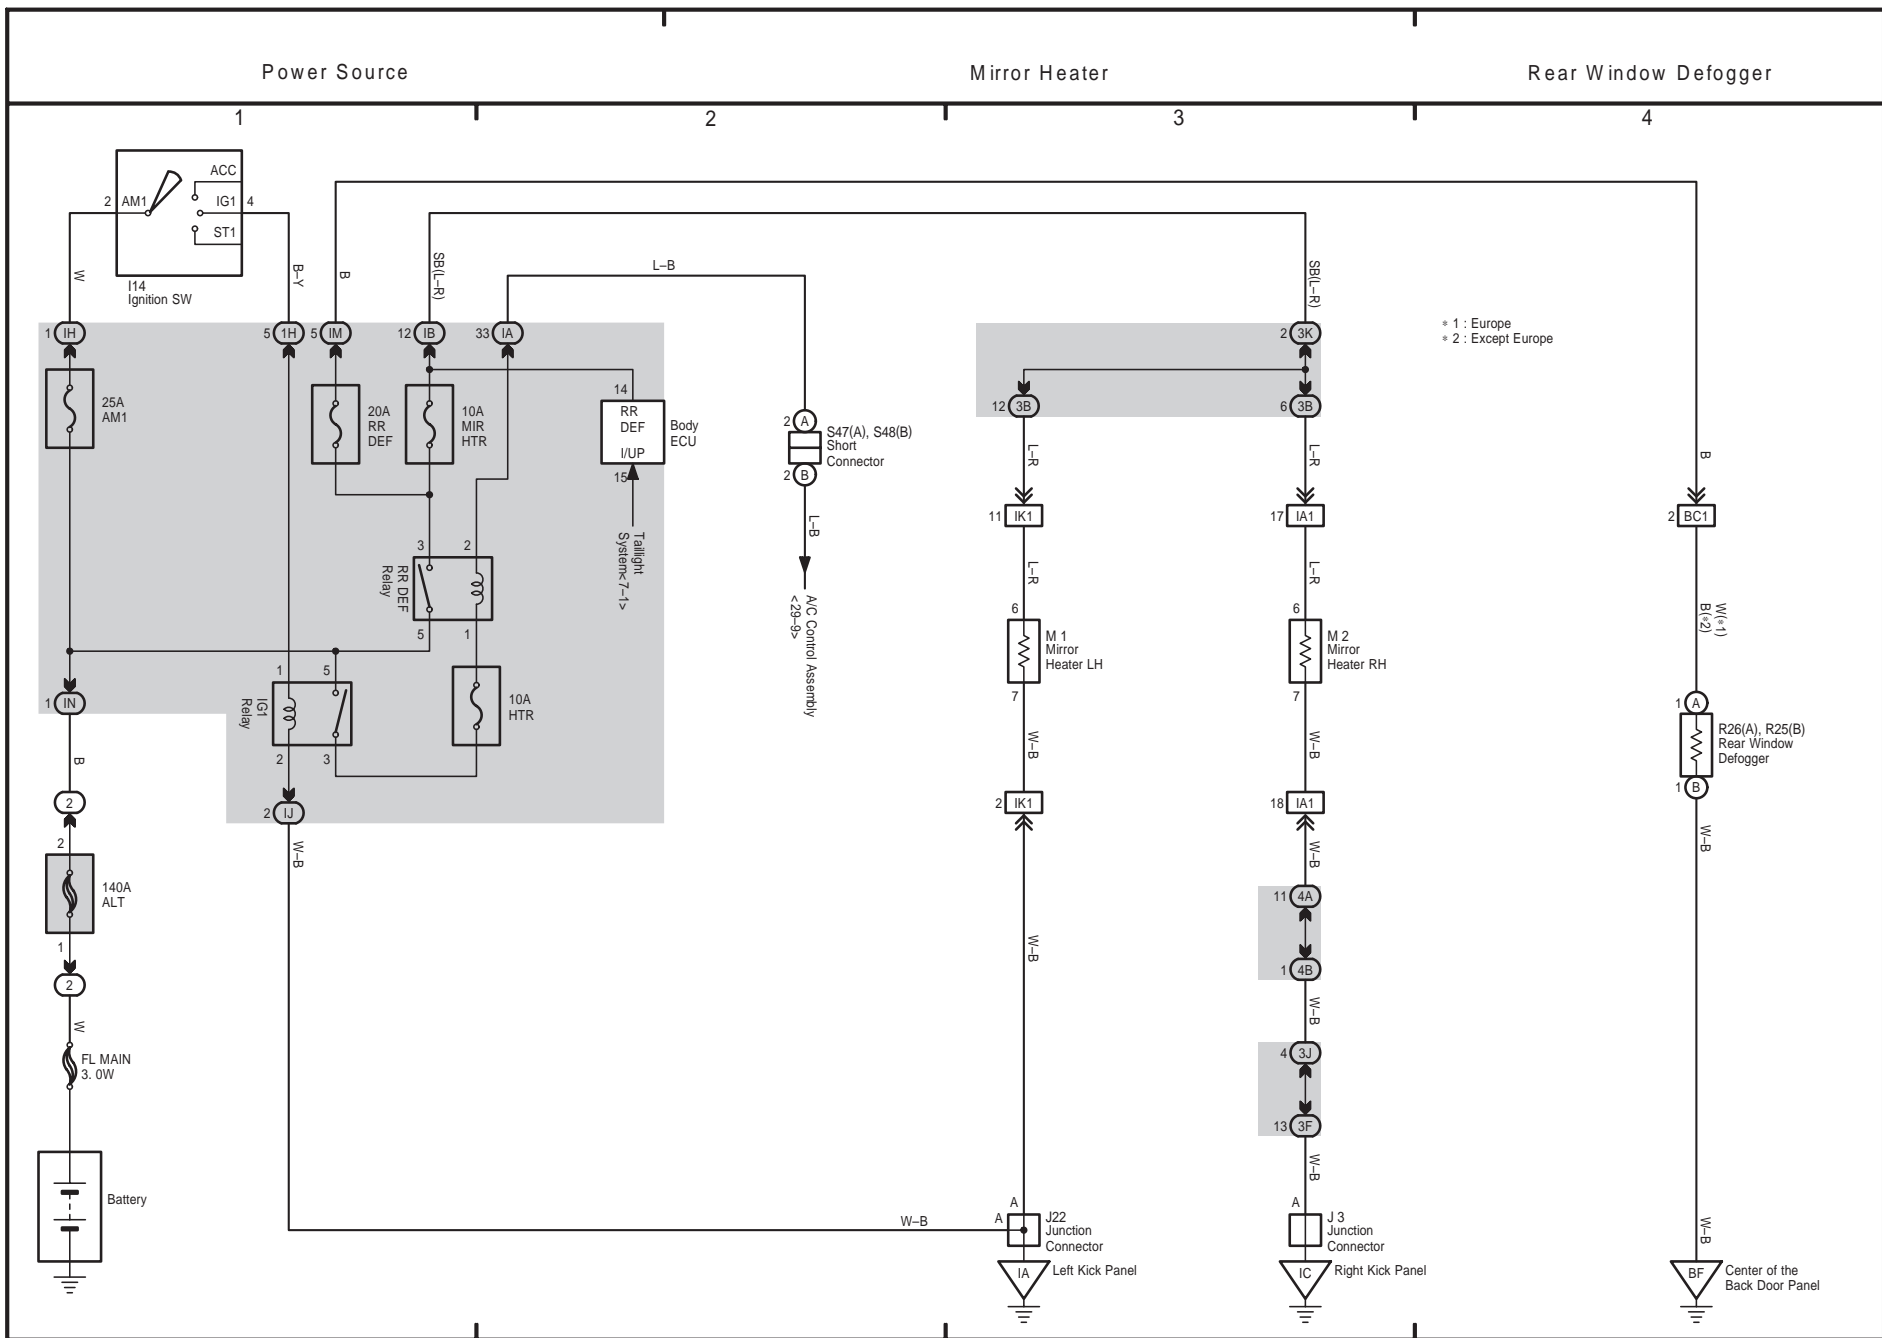 Power Source
Mirror Heater
Rear Window Defogger
1
2
3
4
ACC
2
AM1
IG1
4
ST1
I14
Ignition SW
W
B–Y
B
SB(L–R)
L–B
SB(L–R)
1
IH
5
1H
5
IM
12
IB
33
IA
2
3K
∗ 1 : Europe
∗ 2 : Except Europe
25A
AM1
20A
RR
DEF
10A
MIR
HTR
14
RR
DEF
I/UP
15
Body
ECU
2
A
S47(A), S48(B)
Short
Connector
2
B
12
3B
6
3B
L–R
L–R
B
L–B
Taillight
System<7–1>
A/C Control Assembly
<29–9>
11
IK1
17
IA1
2
BC1
3
2
RR DEF
Relay
5
1
L–R
L–R
W(∗1)
B(∗2)
6
M 1
Mirror
Heater LH
7
6
M 2
Mirror
Heater RH
7
1
5
IG1
Relay
2
3
10A
HTR
1
IN
1
A
R26(A), R25(B)
Rear Window
Defogger
1
B
B
W–B
W–B
2
2
IJ
2
IK1
18
IA1
2
140A
ALT
1
W–B
W–B
W–B
11
4A
1
4B
W–B
2
W
W–B
4
3J
13
3F
FL MAIN
3. 0W
W–B
Battery
W–B
A
A
J22
Junction
Connector
A
J 3
Junction
Connector
W–B
IA
Left Kick Panel
IC
Right Kick Panel
BF
Center of the
Back Door Panel